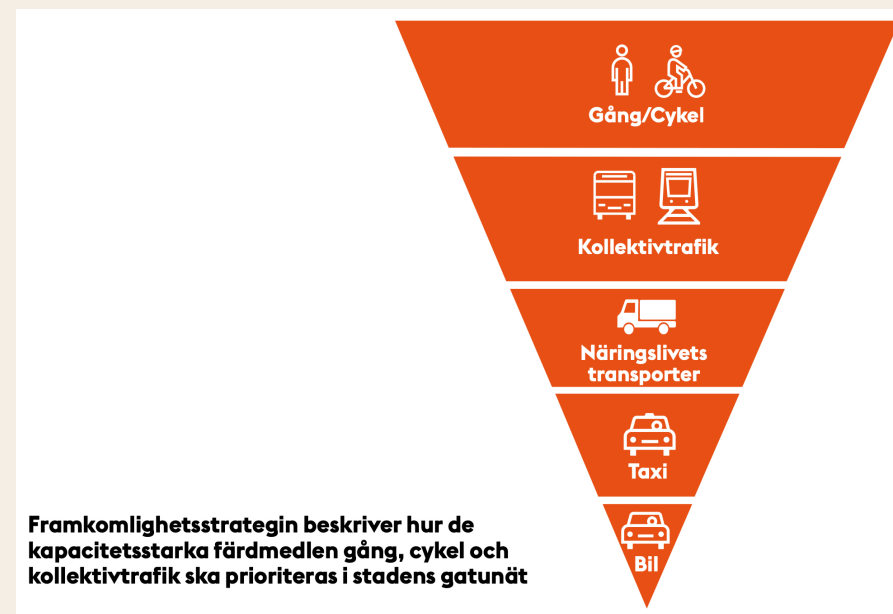 Gång/Cykel
Kollektivtrafik
Näringslivets
transporter
Taxi
Bil
Framkomlighetsstrategin beskriver hur de
kapacitetsstarka färdmedlen gång, cykel och
kollektivtrafik ska prioriteras i stadens gatunät